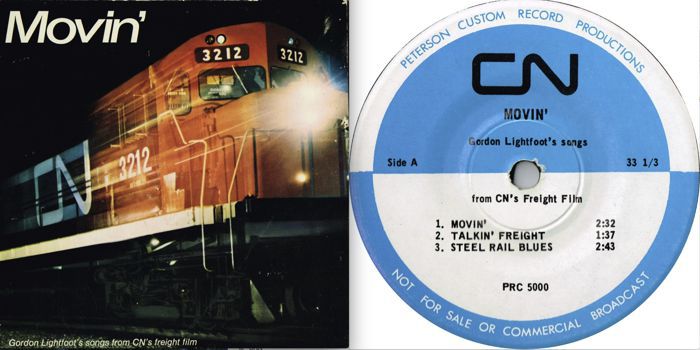 Movin'
3212
3212
CN
3212
Gordon Lightfoot's songs from CN's freight film
PETERSON CUSTOM RECORD PRODUCTIONS
CN
MOVIN'
Gordon Lightfoot's songs
Side A 33 1/3
from CN's Freight Film
1. MOVIN' 2:32
2. TALKIN' FREIGHT 1:37
3. STEEL RAIL BLUES 2:43
PRC 5000
NOT FOR SALE OR COMMERCIAL BROADCAST